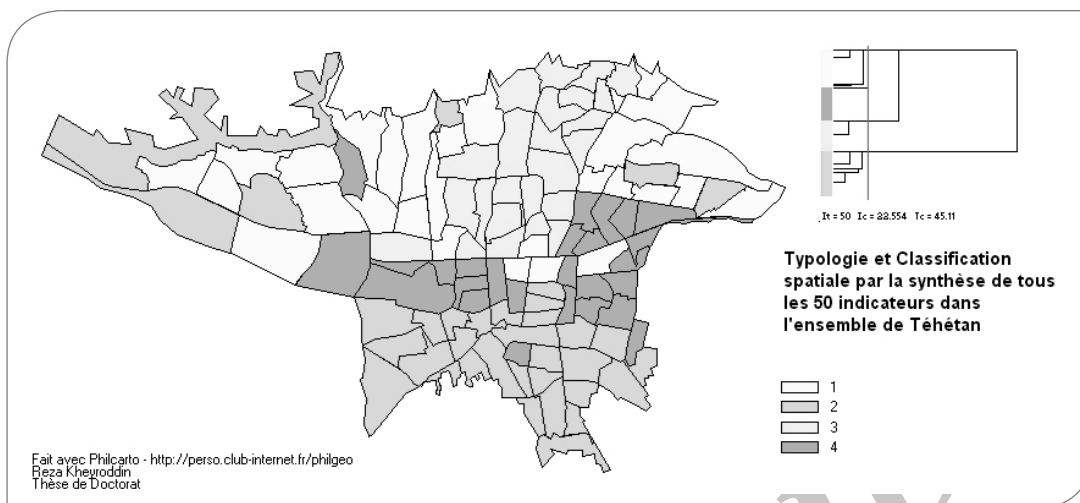 It = 50 Ic = 22.554 Tc = 45.11
Typologie et Classification
spatiale par la synthèse de tous
les 50 indicateurs dans
l'ensemble de Téhétan
1
2
3
4
Fait avec Philcarto - http://perso.club-internet.fr/philgeo
Reza Kheyroddin
Thèse de Doctorat